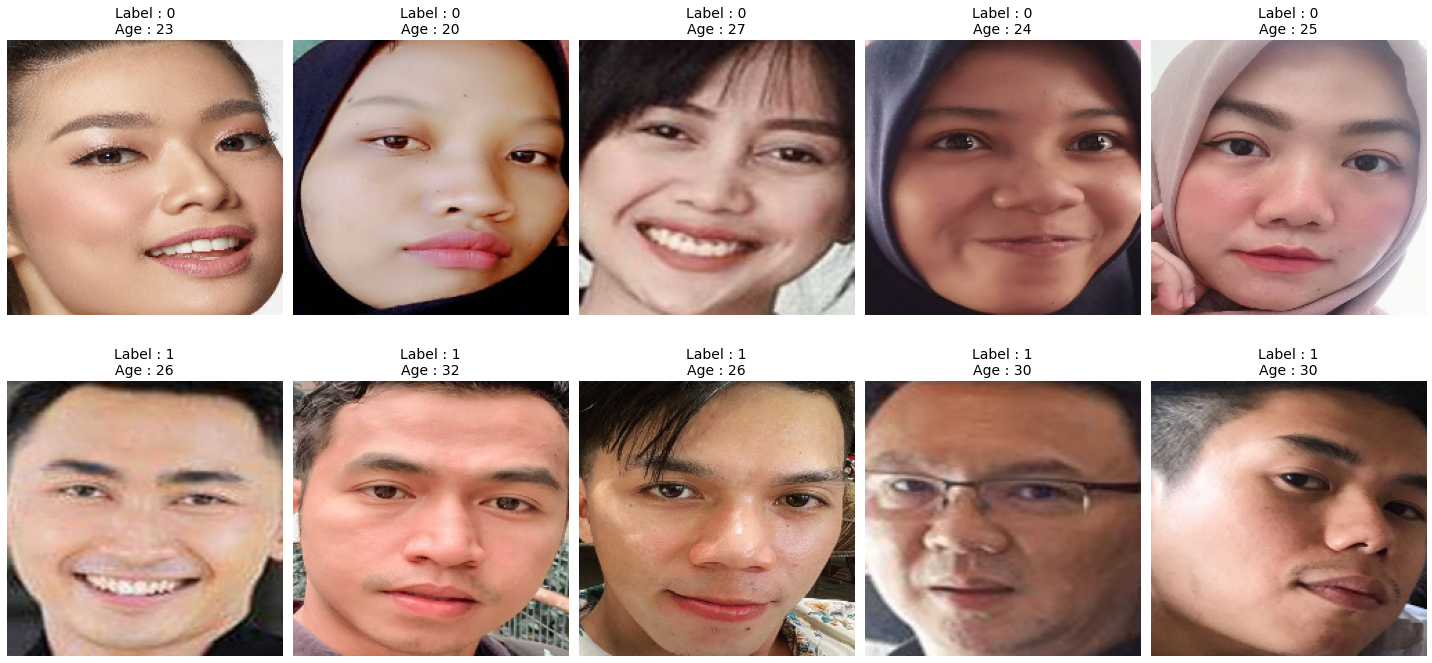 Label : 0
Age : 23
Label : 0
Age : 20
Label : 0
Age : 27
Label : 0
Age : 24
Label : 0
Age : 25
Label : 1
Age : 26
Label : 1
Age : 32
Label : 1
Age : 26
Label : 1
Age : 30
Label : 1
Age : 30